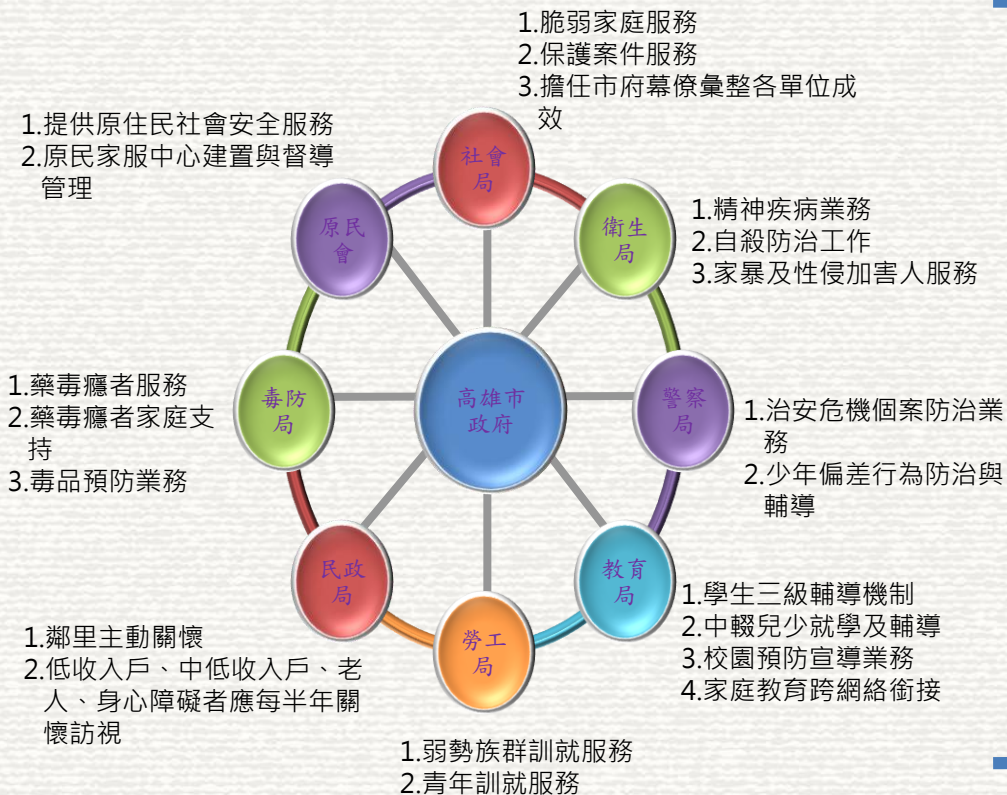 1.脆弱家庭服務
2.保護案件服務
3.擔任市府幕僚彙整各單位成
效
1.提供原住民社會安全服務
2.原民家服中心建置與督導
管理
社會
局
原民
會
衛生
局
1.精神疾病業務
2.自殺防治工作
3.家暴及性侵加害人服務
1.藥毒癮者服務
2.藥毒癮者家庭支
持
3.毒品預防業務
毒防
局
高雄市
政府
警察
局
1.治安危機個案防治業
務
2.少年偏差行為防治與
輔導
民政
局
教育
局
1.鄰里主動關懷
2.低收入戶、中低收入戶、老
人、身心障礙者應每半年關
懷訪視
勞工
局
1.學生三級輔導機制
2.中輟兒少就學及輔導
3.校園預防宣導業務
4.家庭教育跨網絡銜接
1.弱勢族群訓就服務
2.青年訓就服務